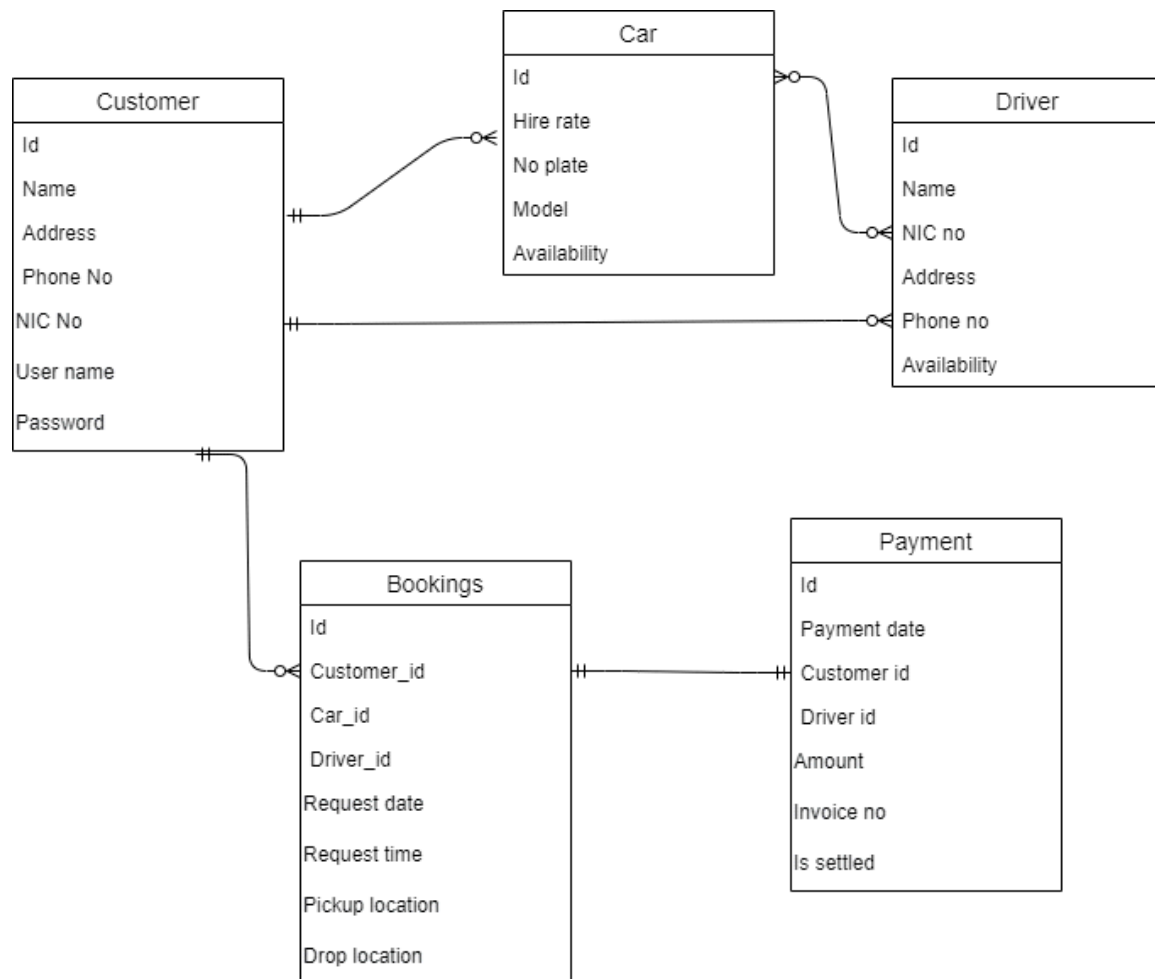 Car
Id
Hire rate
No plate
Model
Availability
Customer
Id
Name
Address
Phone No
NIC No
User name
Password
Driver
Id
Name
NIC no
Address
Phone no
Availability
Bookings
Id
Customer_id
Car_id
Driver_id
Request date
Request time
Pickup location
Drop location
Payment
Id
Payment date
Customer id
Driver id
Amount
Invoice no
Is settled